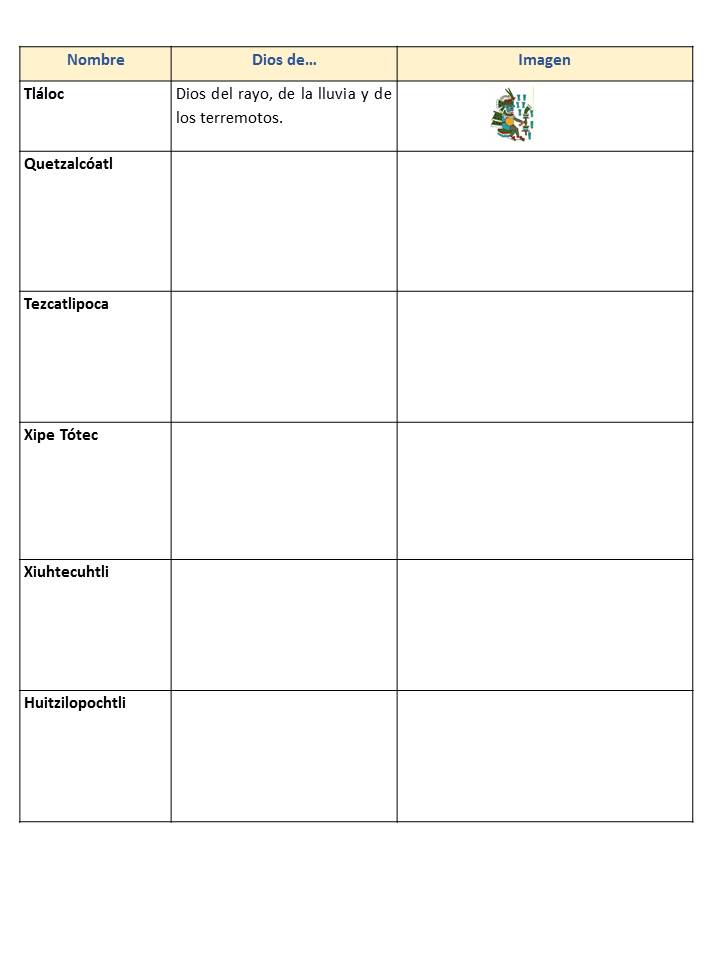 Nombre Dios de… Imagen
Tláloc Dios del rayo, de la lluvia y de
los terremotos.
Quetzalcóatl
Tezcatlipoca
Xipe Tótec
Xiuhtecuhtli
Huitzilopochtli